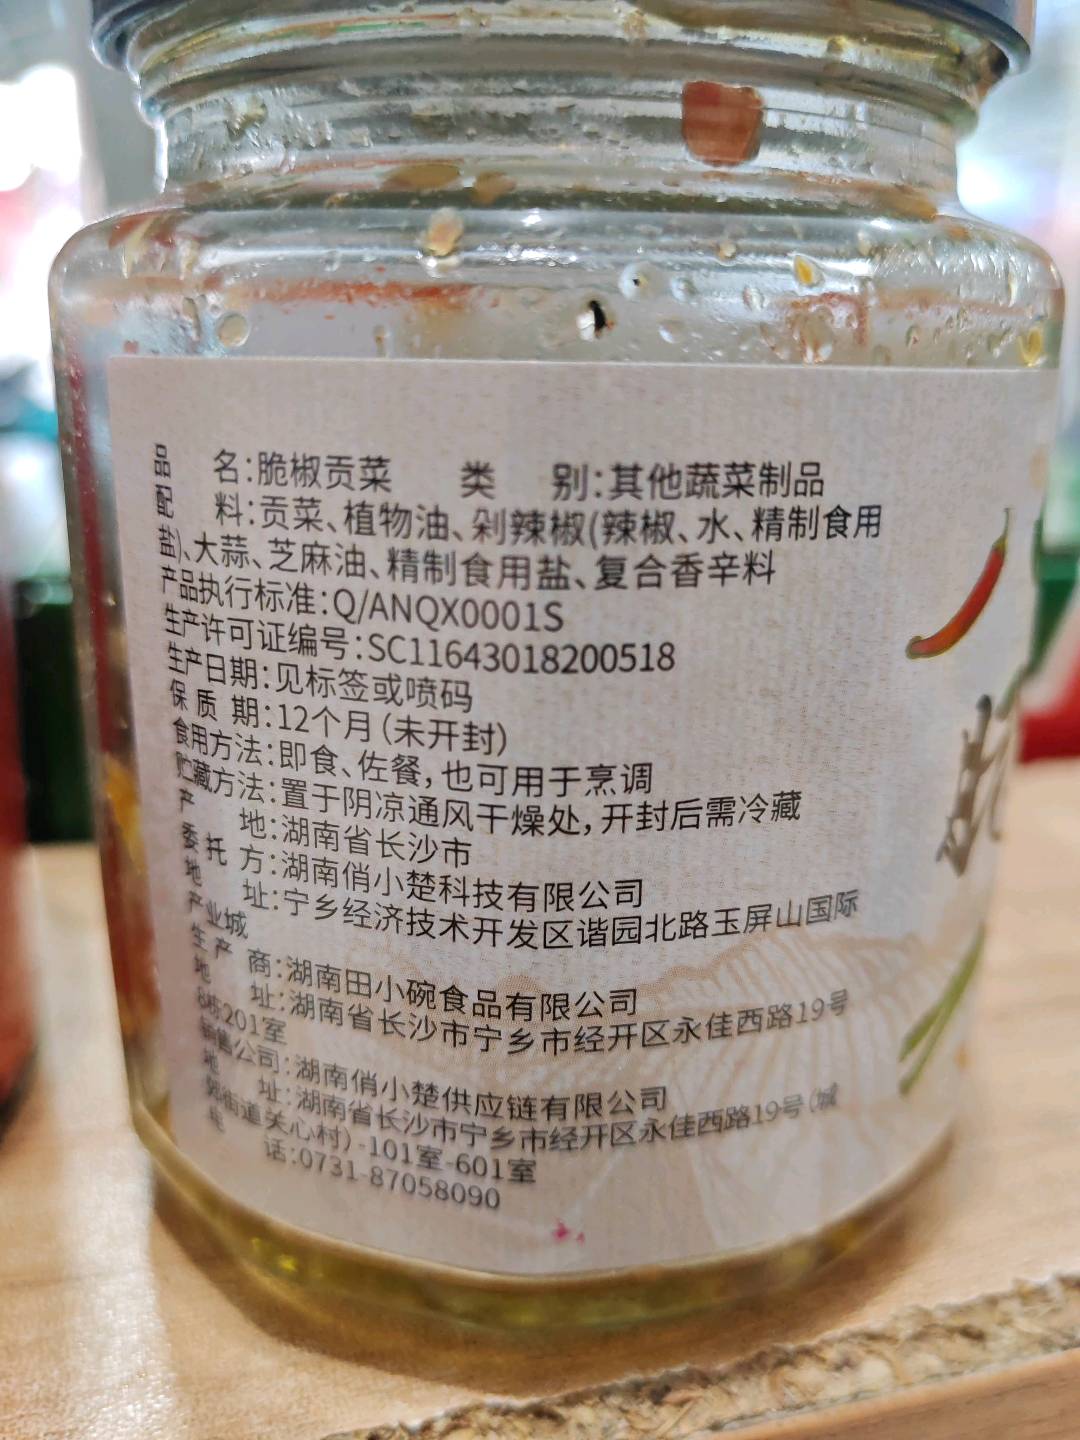 品 名:脆椒贡菜 类 别:其他蔬菜制品
配 料:贡菜、植物油、剁辣椒(辣椒、水、精制食用
盐)、大蒜、芝麻油、精制食用盐、复合香辛料
产品执行标准:Q/ANQX0001S
生产许可证编号:SC11643018200518
生产日期:见标签或喷码
保 质 期:12个月(未开封)
食用方法:即食、佐餐,也可用于烹调
贮藏方法:置于阴凉通风干燥处,开封后需冷藏
产 地:湖南省长沙市
委 托 方:湖南俏小楚科技有限公司
地 址:宁乡经济技术开发区谐园北路玉屏山国际
产业城
生 产 商:湖南田小碗食品有限公司
地 址:湖南省长沙市宁乡市经开区永佳西路19号
8栋201室
销售公司:湖南俏小楚供应链有限公司
地 址:湖南省长沙市宁乡市经开区永佳西路19号(城
郊街道关心村)-101室-601室
电 话:0731-87058090